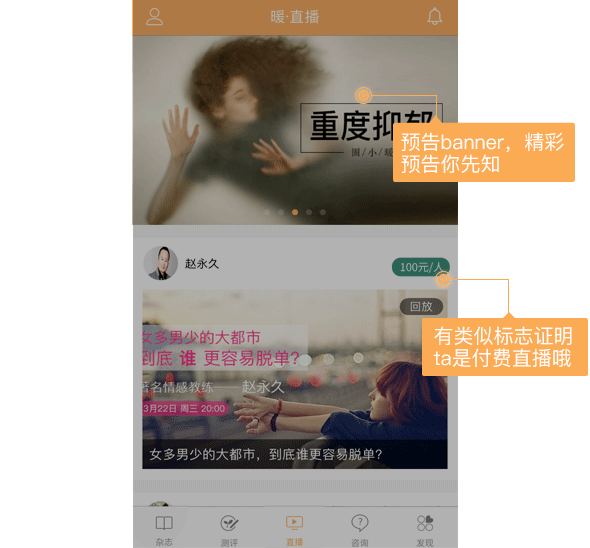 暖·直播
重度抑郁
圈/小/暖
预告banner，精彩
预告你先知
赵永久
100元/人
回放
有类似标志证明
ta是付费直播哦
女多男少的大都市
到底 谁 更容易脱单?
著名情感教练—— 赵永久
3月22日 周三 20:00
女多男少的大都市，到底谁更容易脱单?
杂志
测评
直播
咨询
发现